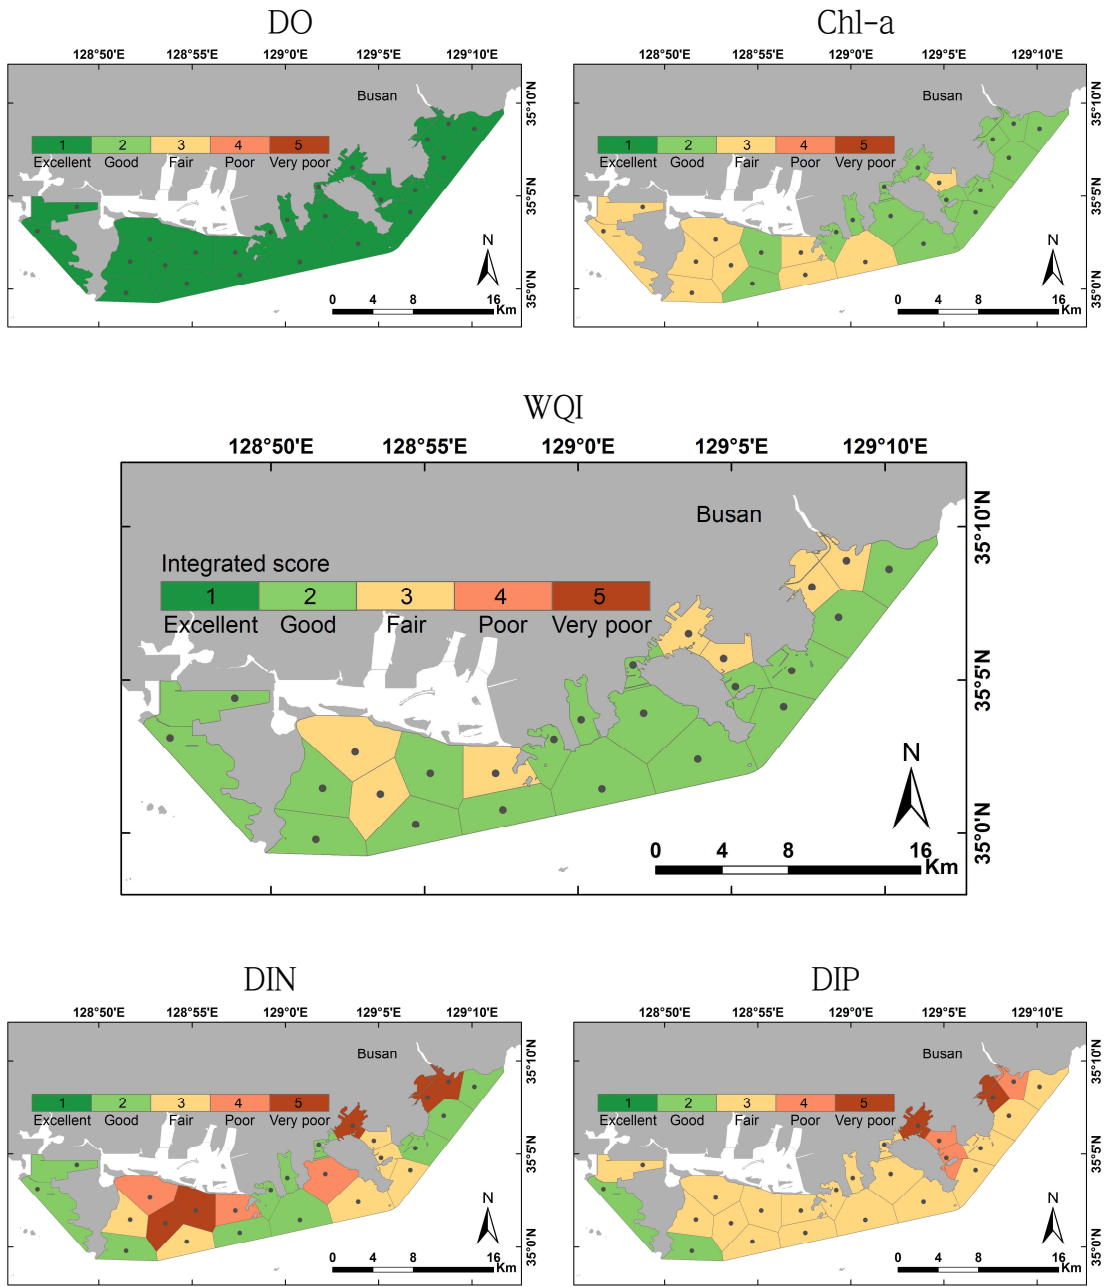 DO
128°50'E 128°55'E 129°0'E 129°5'E 129°10'E
Busan
35°10'N
1 2 3 4 5
Excellent Good Fair Poor Very poor
35°5'N
N
35°0'N
0 4 8 16
Km
Chl-a
128°50'E 128°55'E 129°0'E 129°5'E 129°10'E
Busan
35°10'N
1 2 3 4 5
Excellent Good Fair Poor Very poor
35°5'N
N
35°0'N
0 4 8 16
Km
WQI
128°50'E 128°55'E 129°0'E 129°5'E 129°10'E
Busan
35°10'N
Integrated score
1 2 3 4 5
Excellent Good Fair Poor Very poor
35°5'N
N
35°0'N
0 4 8 16
Km
DIN
128°50'E 128°55'E 129°0'E 129°5'E 129°10'E
Busan
35°10'N
1 2 3 4 5
Excellent Good Fair Poor Very poor
35°5'N
N
35°0'N
0 4 8 16
Km
DIP
128°50'E 128°55'E 129°0'E 129°5'E 129°10'E
Busan
35°10'N
1 2 3 4 5
Excellent Good Fair Poor Very poor
35°5'N
N
35°0'N
0 4 8 16
Km